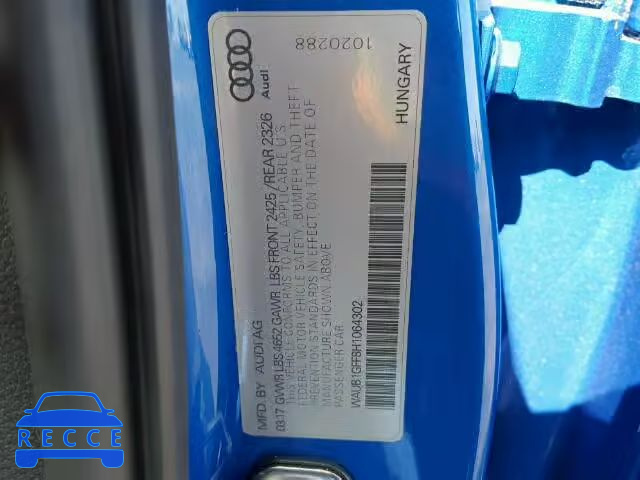 MFD. BY AUDI AG Audi
03-17 GVWR LBS 4652 GAWR LBS FRONT 2425 / REAR 2326
THIS VEHICLE CONFORMS TO ALL APPLICABLE U.S.
FEDERAL MOTOR VEHICLE SAFETY, BUMPER AND THEFT
PREVENTION STANDARDS IN EFFECT ON THE DATE OF
MANUFACTURE SHOWN ABOVE
PASSENGER CAR
WAUB1GFF8H1064302
HUNGARY
1020288
RECCE